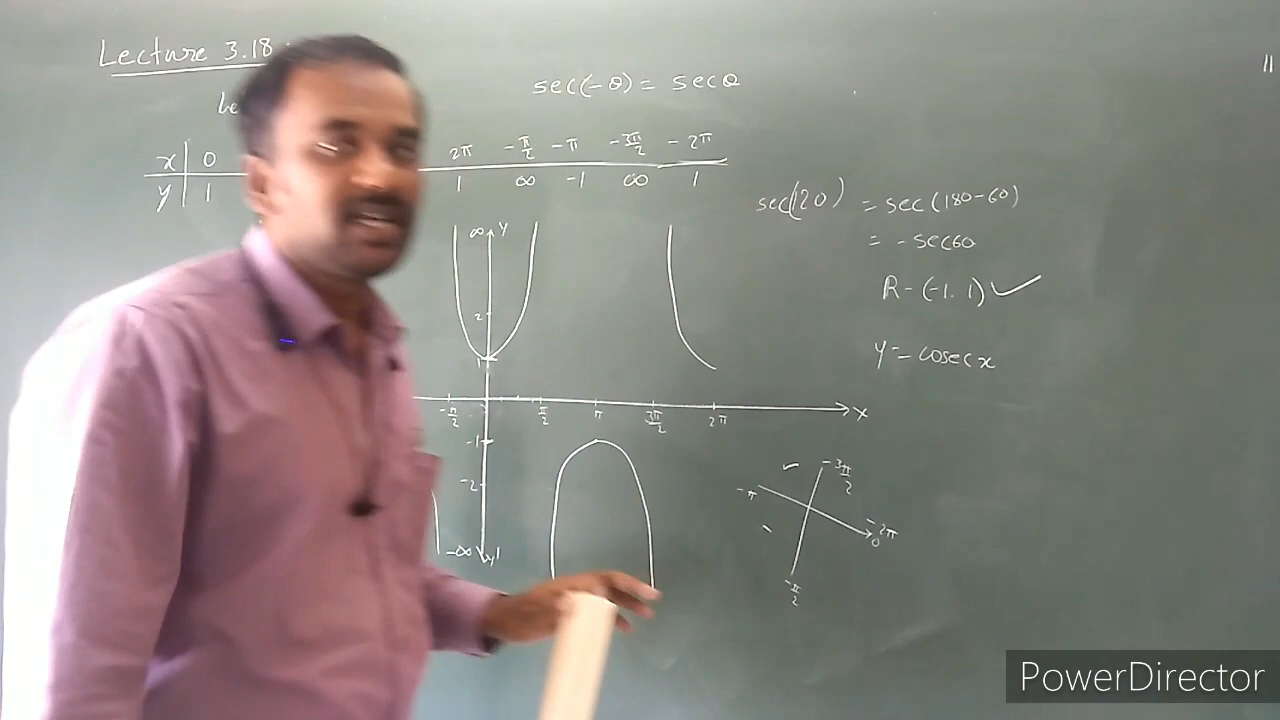 Lecture 3.18
sec(-θ) = secθ
x 0 2π -π/2 -π -3π/2 -2π
y 1 1 ∞ -1 ∞ 1
sec(120) = sec(180-60)
= -sec60
R-(-1.1) ✓
y = cosec x
∞ y
2
1
-π/2 π/2 π 3π/2 2π x
-1
-2
-∞ y'
-3π/2
-π
-2π
0
-π/2
PowerDirector